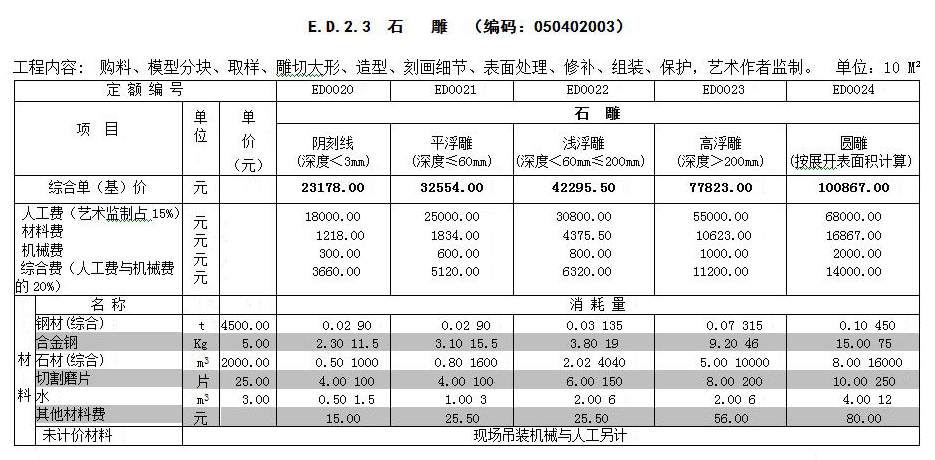 E.D.2.3 石 雕 （编码：050402003）
工程内容: 购料、模型分块、取样、雕切大形、造型、刻画细节、表面处理、修补、组装、保护，艺术作者监制。 单位：10 M²
定额编号 ED0020 ED0021 ED0022 ED0023 ED0024
项 目 单位 单价（元） 石 雕
阴刻线 平浮雕 浅浮雕 高浮雕 圆雕
(深度＜3mm) (深度≤60mm) (深度＜60mm≤200mm) (深度＞200mm) (按展开表面积计算)
综合单（基）价 元 23178.00 32554.00 42295.50 77823.00 100867.00
人工费(艺术监制占15%) 元 18000.00 25000.00 30800.00 55000.00 68000.00
材料费 元 1218.00 1834.00 4375.50 10623.00 16867.00
机械费 元 300.00 600.00 800.00 1000.00 2000.00
综合费（人工费与机械费的20%） 元 3660.00 5120.00 6320.00 11200.00 14000.00
材料 名称 消耗量
钢材(综合) t 4500.00 0.02 90 0.02 90 0.03 135 0.07 315 0.10 450
合金钢 Kg 5.00 2.30 11.5 3.10 15.5 3.80 19 9.20 46 15.00 75
石材(综合) m³ 2000.00 0.50 1000 0.80 1600 2.02 4040 5.00 10000 8.00 16000
切割磨片 片 25.00 4.00 100 4.00 100 6.00 150 8.00 200 10.00 250
水 m³ 3.00 0.50 1.5 1.00 3 2.00 6 2.00 6 4.00 12
其他材料费 元 15.00 25.50 25.50 56.00 80.00
未计价材料 现场吊装机械与人工另计